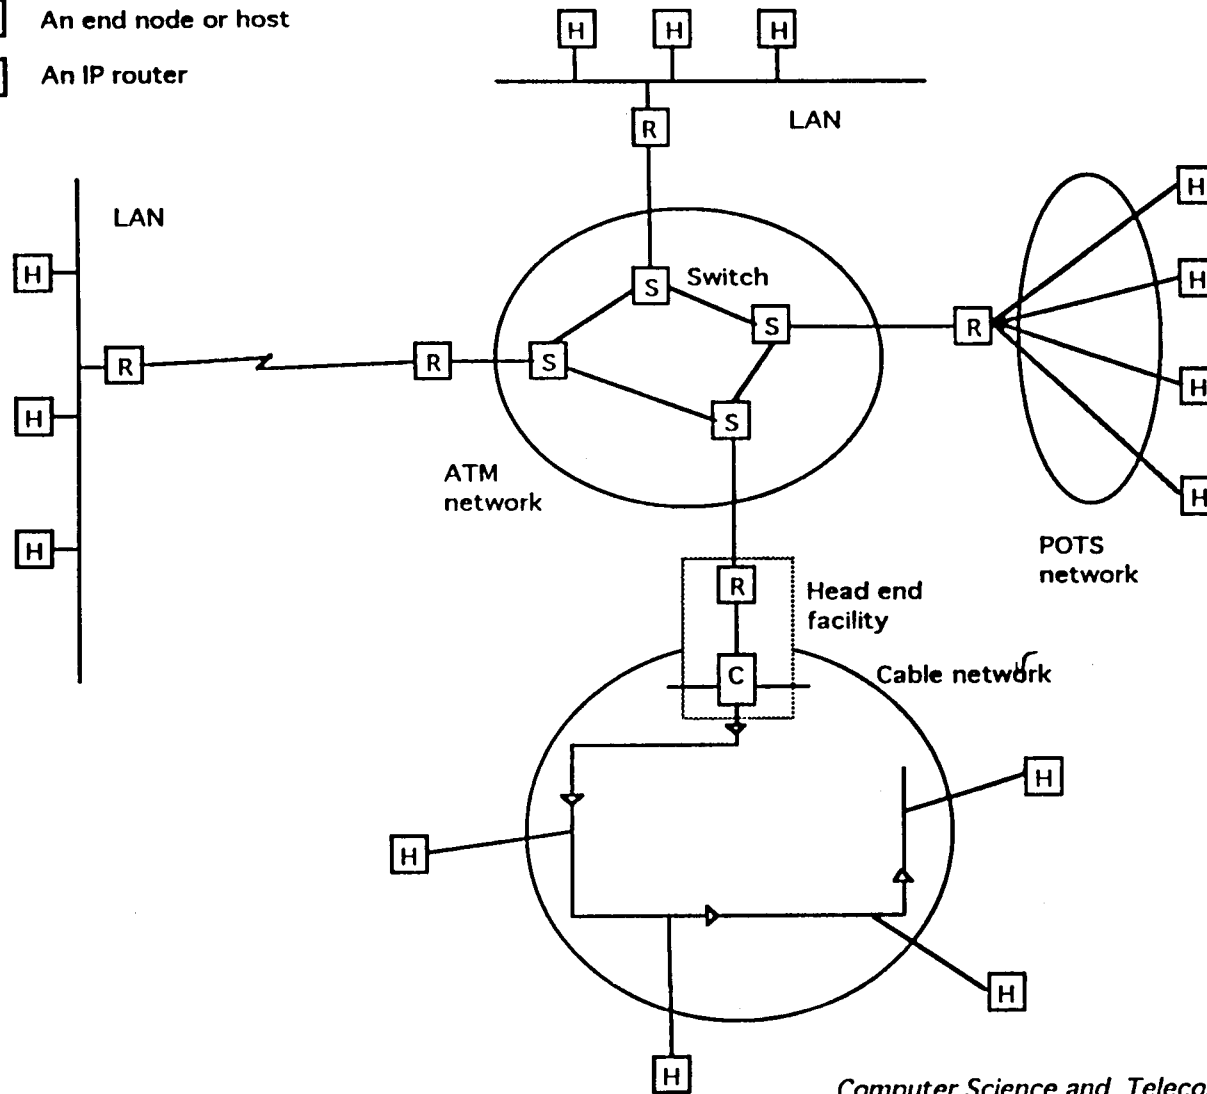 An end node or host
An IP router
H H H
R
LAN
LAN
H
H
H
Switch
S
S
R
H
R
R
S
H
H
S
H
ATM
network
H
POTS
network
R
Head end
facility
C
Cable network
H
H
H
H
Computer Science and